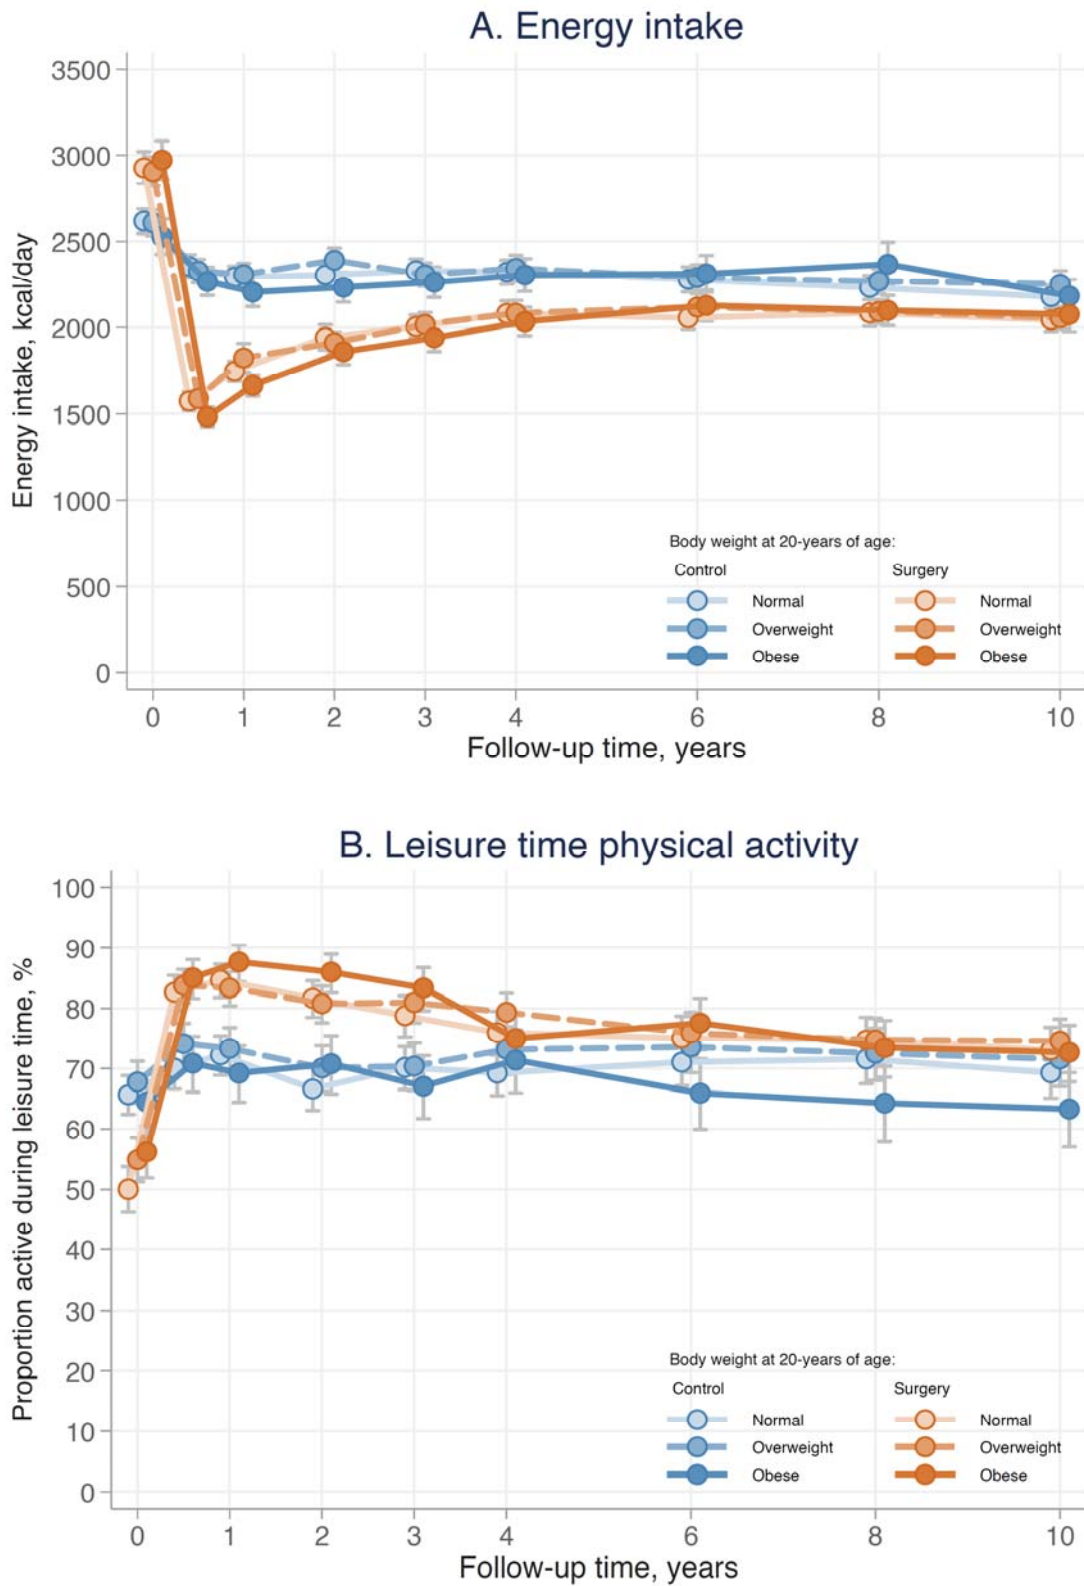 A. Energy intake
3500
3000
2500
2000
1500
1000
500
0
Energy intake, kcal/day
Body weight at 20-years of age:
Control Surgery
Normal Normal
Overweight Overweight
Obese Obese
0 1 2 3 4 6 8 10
Follow-up time, years
B. Leisure time physical activity
100
90
80
70
60
50
40
30
20
10
0
Proportion active during leisure time, %
Body weight at 20-years of age:
Control Surgery
Normal Normal
Overweight Overweight
Obese Obese
0 1 2 3 4 6 8 10
Follow-up time, years